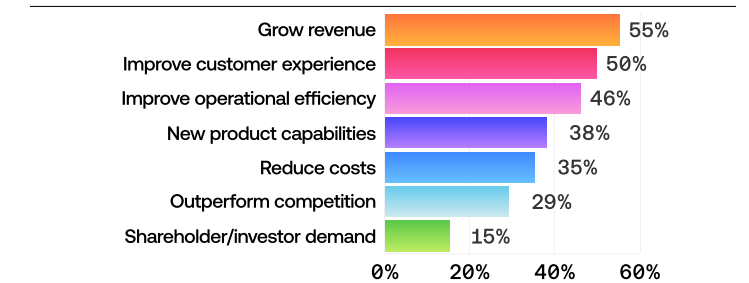 Grow revenue 55%
Improve customer experience 50%
Improve operational efficiency 46%
New product capabilities 38%
Reduce costs 35%
Outperform competition 29%
Shareholder/investor demand 15%
0% 20% 40% 60%